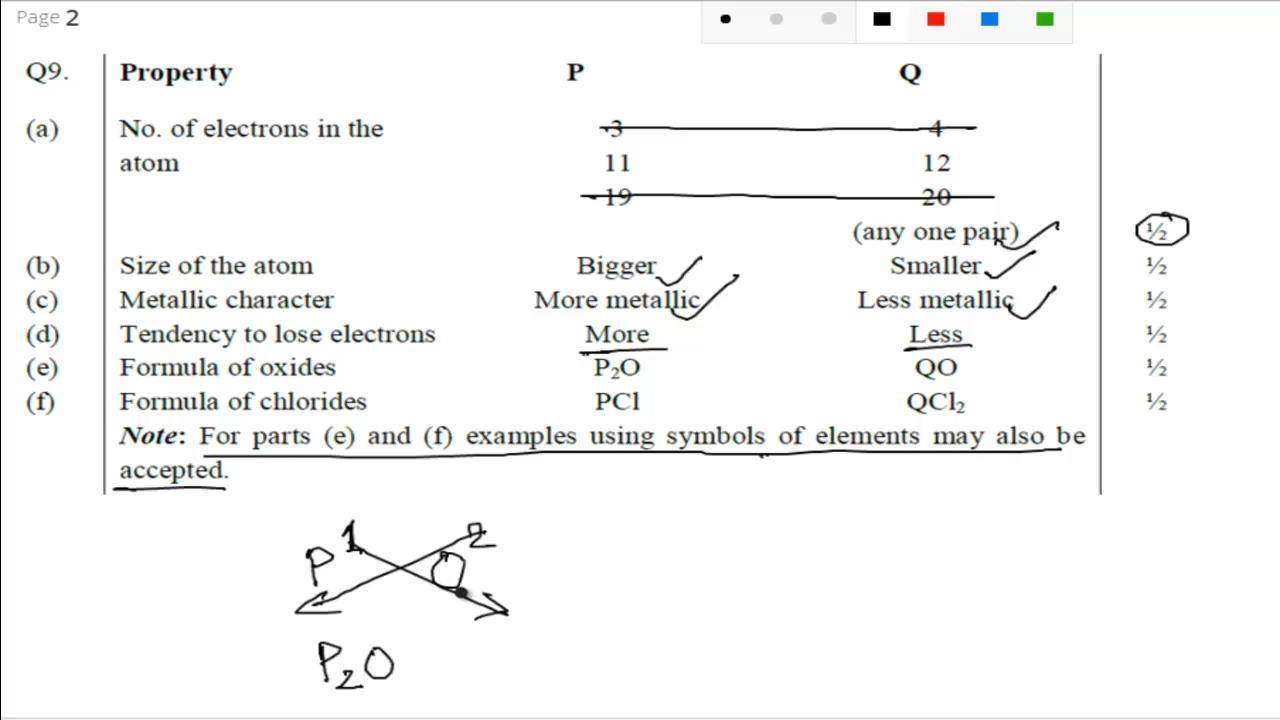 Page 2
Q9. Property P Q
(a) No. of electrons in the 3 4
atom 11 12
19 20
(any one pair) ½
(b) Size of the atom Bigger Smaller ½
(c) Metallic character More metallic Less metallic ½
(d) Tendency to lose electrons More Less ½
(e) Formula of oxides P₂O QO ½
(f) Formula of chlorides PCl QCl₂ ½
Note: For parts (e) and (f) examples using symbols of elements may also be
accepted.
1 2
P O
P₂O